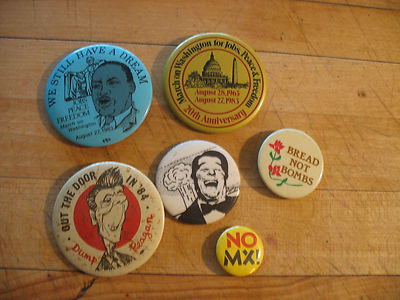 WE STILL HAVE A DREAM
JOBS
PEACE
FREEDOM
March on
Washington
August 27, 1983
March on Washington for Jobs, Peace & Freedom
August 28, 1963
August 27, 1983
20th Anniversary
OUT THE DOOR IN '84
Dump Reagan
BREAD
NOT
BOMBS
NO
MX!